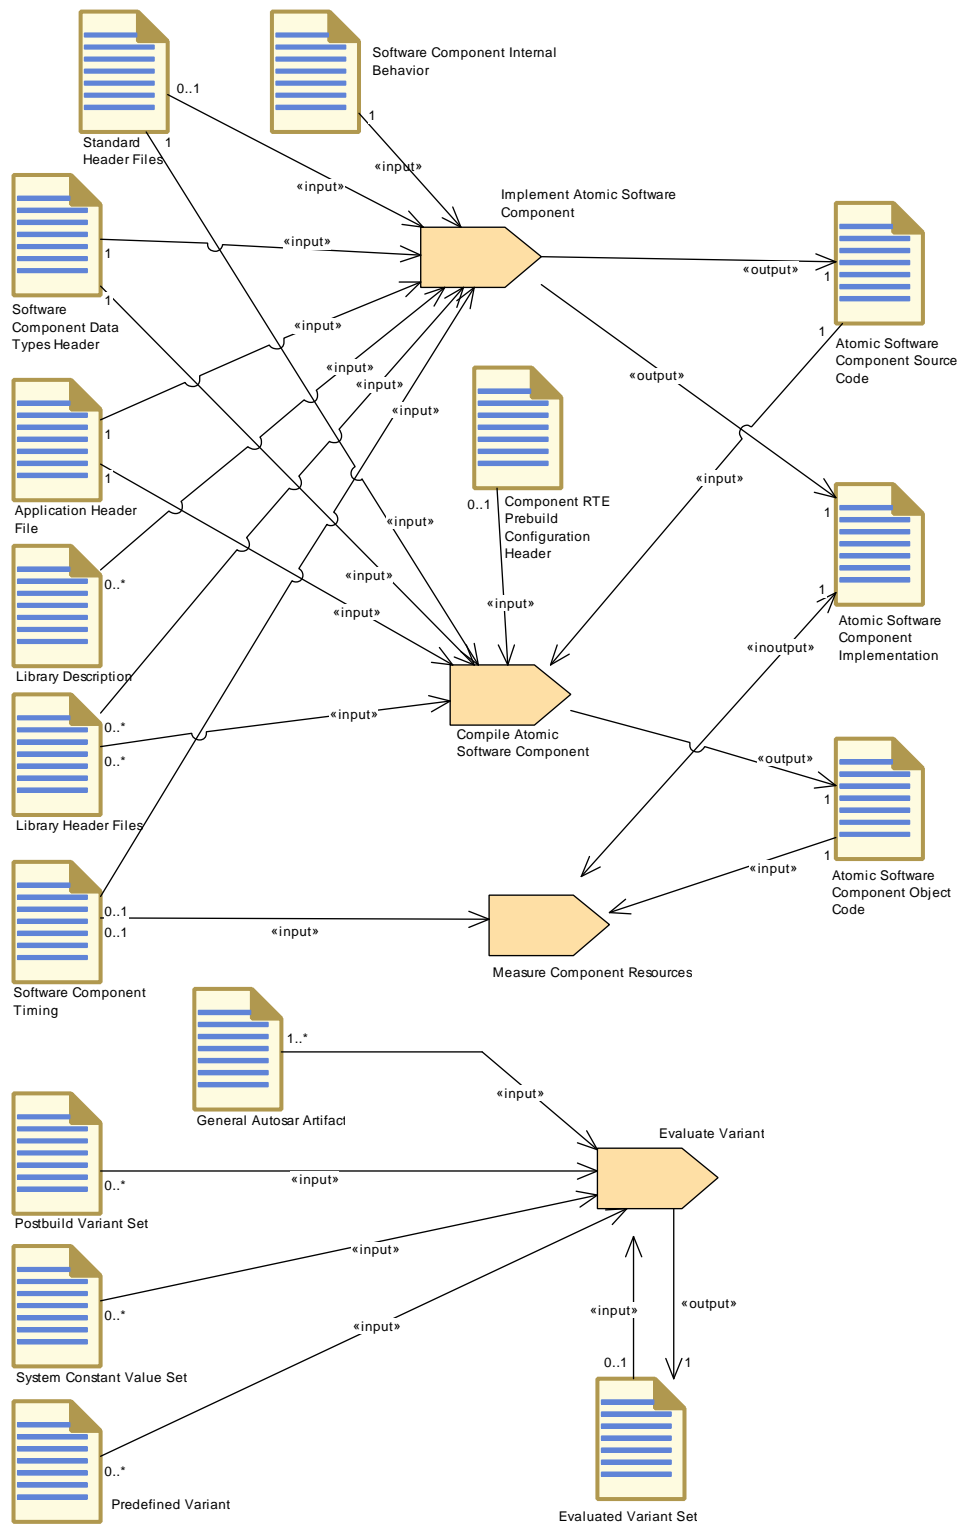 Software Component Internal
Behavior
0..1
1
Standard
Header Files
1
«input»
«input»
Implement Atomic Software
Component
«input»
1
«output»
1
1
Software
Component Data
Types Header
«input»
1
Atomic Software
Component Source
Code
«input»
«output»
«input»
«input»
1
1
«input»
0..1
Component RTE
Prebuild
Configuration
Header
Application Header
File
1
«input»
«input»
0..*
«input»
«input»
1
Atomic Software
Component
Implementation
«inoutput»
Library Description
«input»
0..*
Compile Atomic
Software Component
0..*
«output»
1
Library Header Files
1
«input»
Atomic Software
Component Object
Code
0..1
0..1
«input»
Measure Component Resources
Software Component
Timing
1..*
«input»
General Autosar Artifact
Evaluate Variant
«input»
0..*
Postbuild Variant Set
«input»
«output»
«input»
0..*
«input»
0..1
1
System Constant Value Set
0..*
Predefined Variant
Evaluated Variant Set